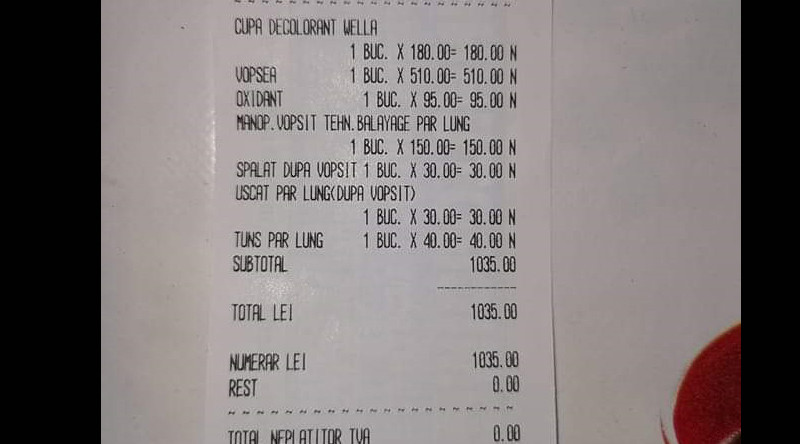 CUPA DECOLORANT WELLA
1 BUC. X 180.00= 180.00 N
VOPSEA 1 BUC. X 510.00= 510.00 N
OXIDANT 1 BUC. X 95.00= 95.00 N
MANOP.VOPSIT TEHN.BALAYAGE PAR LUNG
1 BUC. X 150.00= 150.00 N
SPALAT DUPA VOPSIT 1 BUC. X 30.00= 30.00 N
USCAT PAR LUNG(DUPA VOPSIT)
1 BUC. X 30.00= 30.00 N
TUNS PAR LUNG 1 BUC. X 40.00= 40.00 N
SUBTOTAL 1035.00
TOTAL LEI 1035.00
NUMERAR LEI 1035.00
REST 0.00
TOTAL NEPLATITOR TVA 0.00